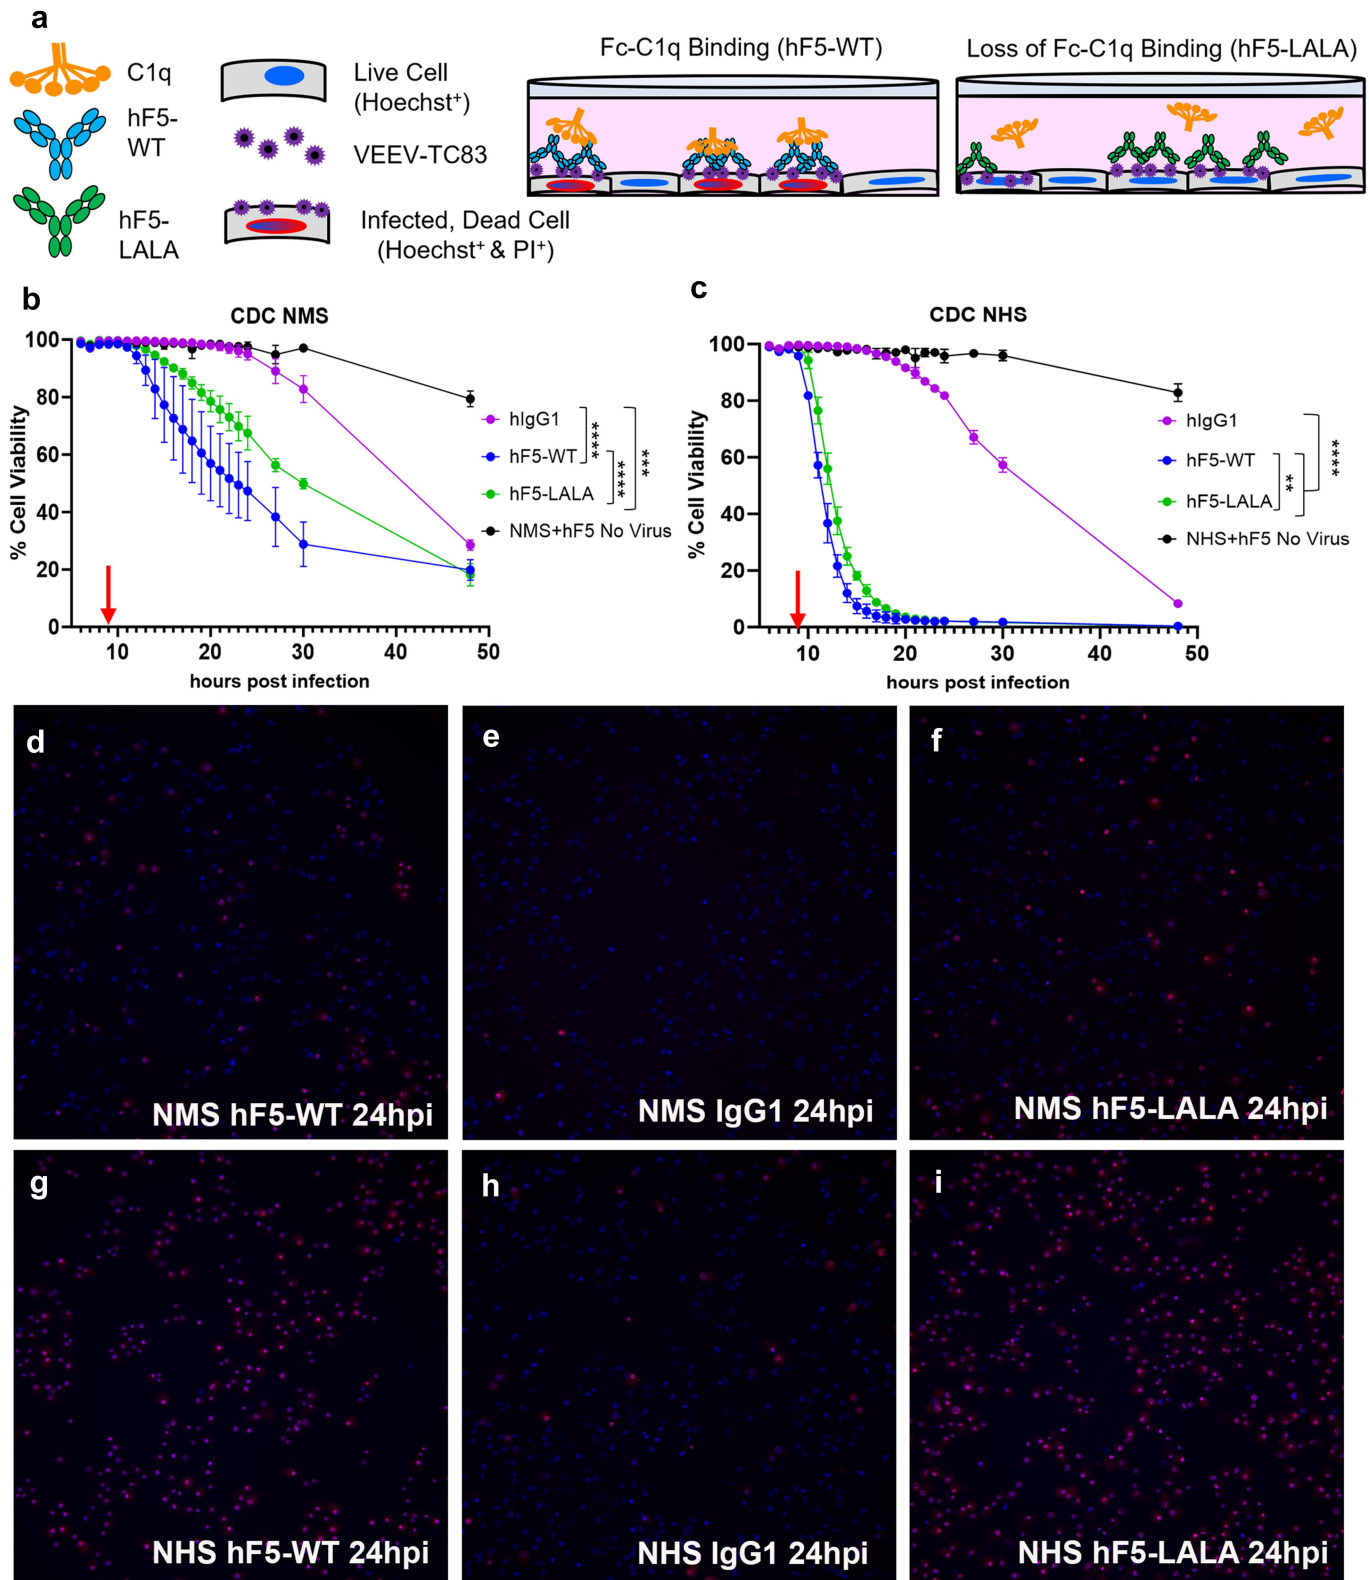 a
C1q
hF5-
WT
hF5-
LALA
Live Cell
(Hoechst⁺)
VEEV-TC83
Infected, Dead Cell
(Hoechst⁺ & PI⁺)
Fc-C1q Binding (hF5-WT)
Loss of Fc-C1q Binding (hF5-LALA)
b
CDC NMS
% Cell Viability
100
80
60
40
20
0
10 20 30 40 50
hours post infection
hIgG1
hF5-WT
hF5-LALA
NMS+hF5 No Virus
****
****
***
c
CDC NHS
% Cell Viability
100
80
60
40
20
0
10 20 30 40 50
hours post infection
hIgG1
hF5-WT
hF5-LALA
NHS+hF5 No Virus
**
****
d
NMS hF5-WT 24hpi
e
NMS IgG1 24hpi
f
NMS hF5-LALA 24hpi
g
NHS hF5-WT 24hpi
h
NHS IgG1 24hpi
i
NHS hF5-LALA 24hpi